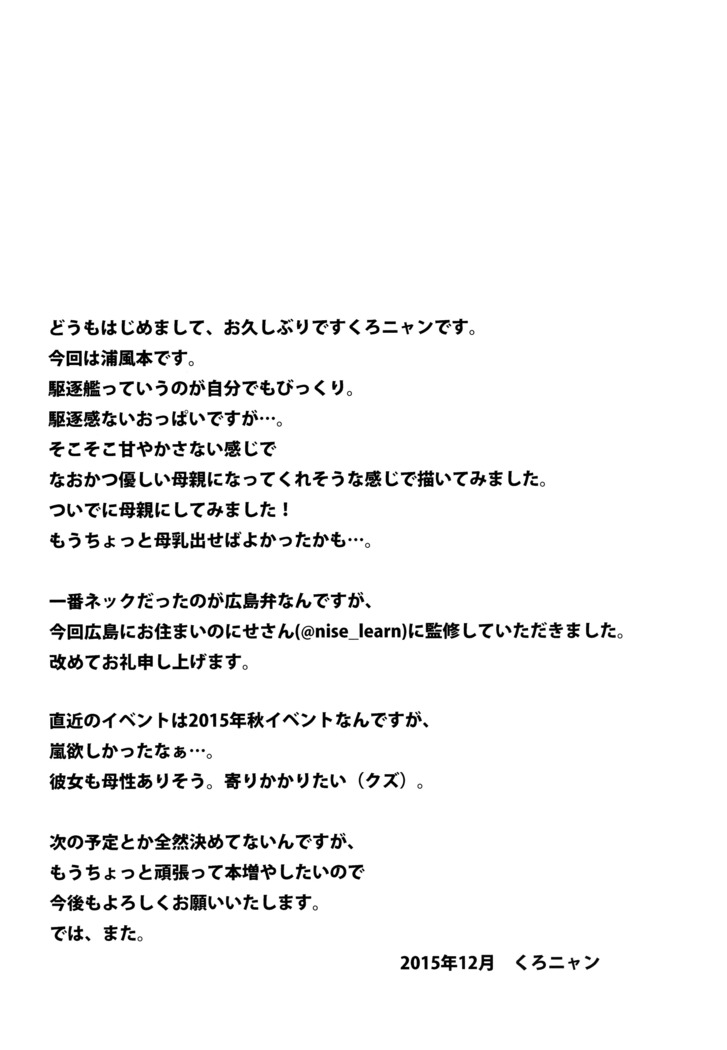 どうもはじめまして、お久しぶりですくろニャンです。
今回は浦風本です。
駆逐艦っていうのが自分でもびっくり。
駆逐感ないおっぱいですが…。
そこそこ甘やかさない感じで
なおかつ優しい母親になってくれそうな感じで描いてみました。
ついでに母親にしてみました！
もうちょっと母乳出せばよかったかも…。
一番ネックだったのが広島弁なんですが、
今回広島にお住まいのにせさん(@nise_learn)に監修していただきました。
改めてお礼申し上げます。
直近のイベントは2015年秋イベントなんですが、
嵐欲しかったなぁ…。
彼女も母性ありそう。寄りかかりたい（クズ）。
次の予定とか全然決めてないんですが、
もうちょっと頑張って本増やしたいので
今後もよろしくお願いいたします。
では、また。
2015年12月　くろニャン